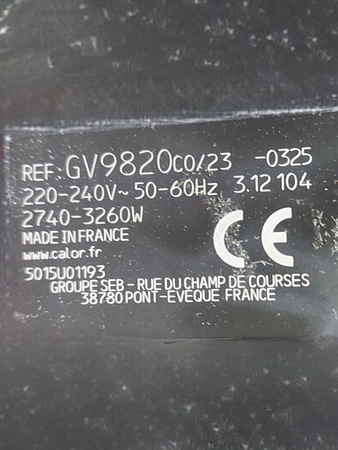 REF: GV9820C0/23 -0325
220-240V~ 50-60Hz 3.12 104
2740-3260W
MADE IN FRANCE
www.calor.fr
5015U01193
CE
GROUPE SEB - RUE DU CHAMP DE COURSES
38780 PONT-EVEQUE FRANCE